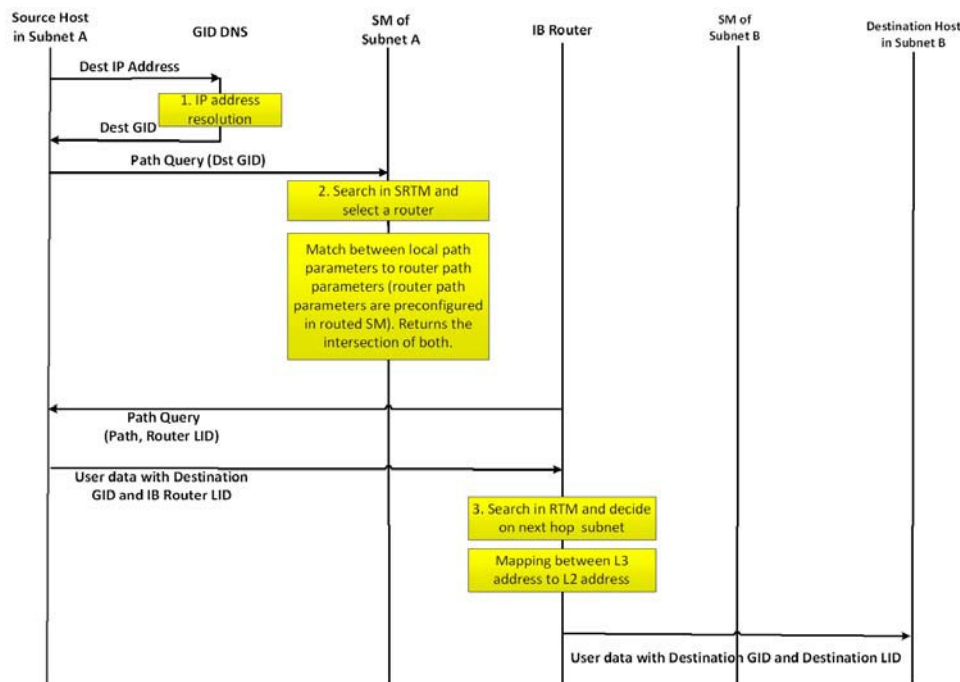 Source Host
in Subnet A
GID DNS
SM of
Subnet A
IB Router
SM of
Subnet B
Destination Host
in Subnet B
Dest IP Address
1. IP address
resolution
Dest GID
Path Query (Dst GID)
2. Search in SRTM and
select a router
Match between local path
parameters to router path
parameters (router path
parameters are preconfigured
in routed SM). Returns the
intersection of both.
Path Query
(Path, Router LID)
User data with Destination
GID and IB Router LID
3. Search in RTM and decide
on next hop subnet
Mapping between L3
address to L2 address
User data with Destination GID and Destination LID